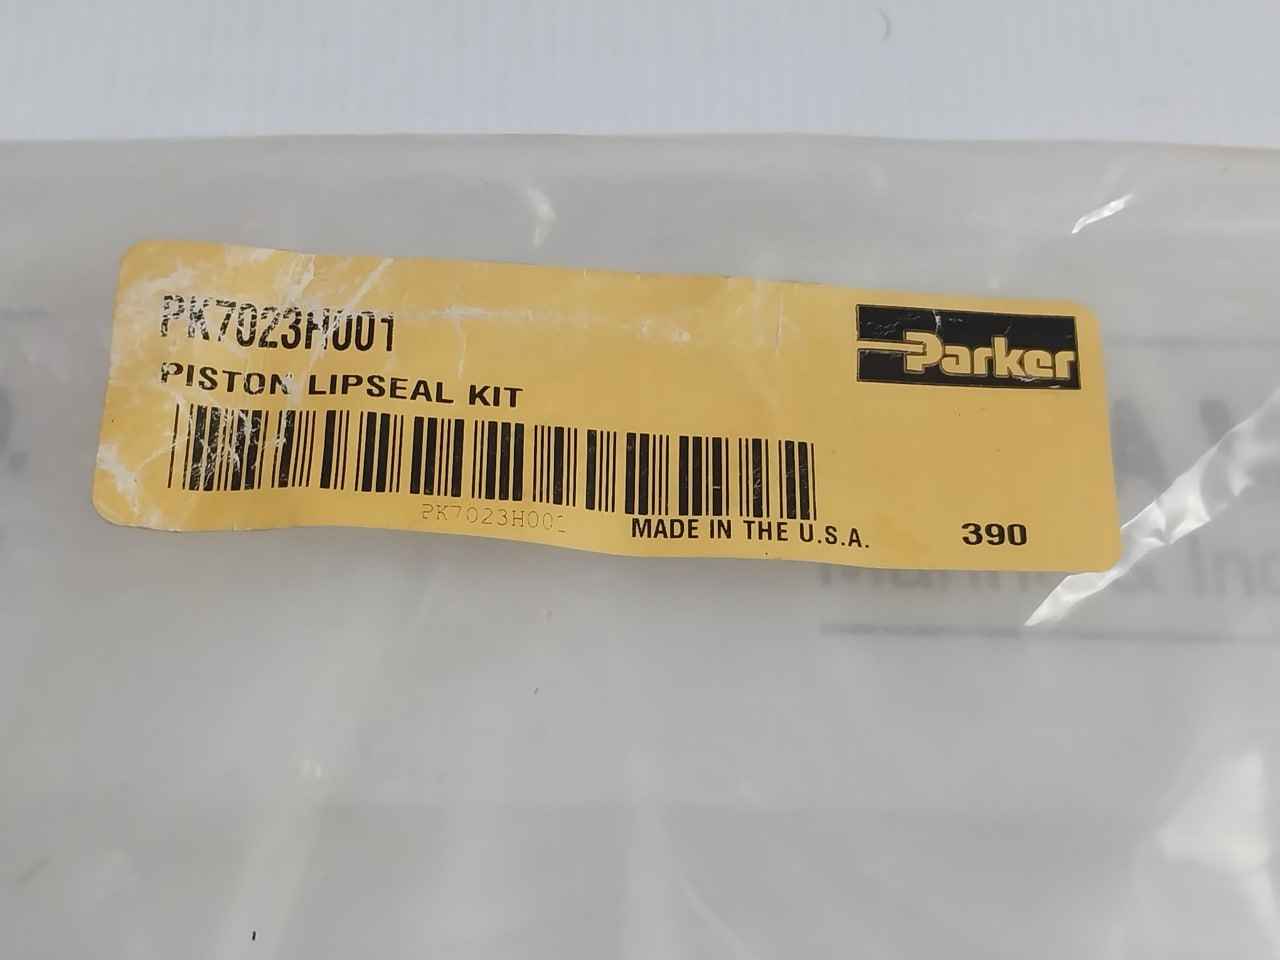 PK7023H001
PISTON LIPSEAL KIT
Parker
PK7023H001
MADE IN THE U.S.A.
390